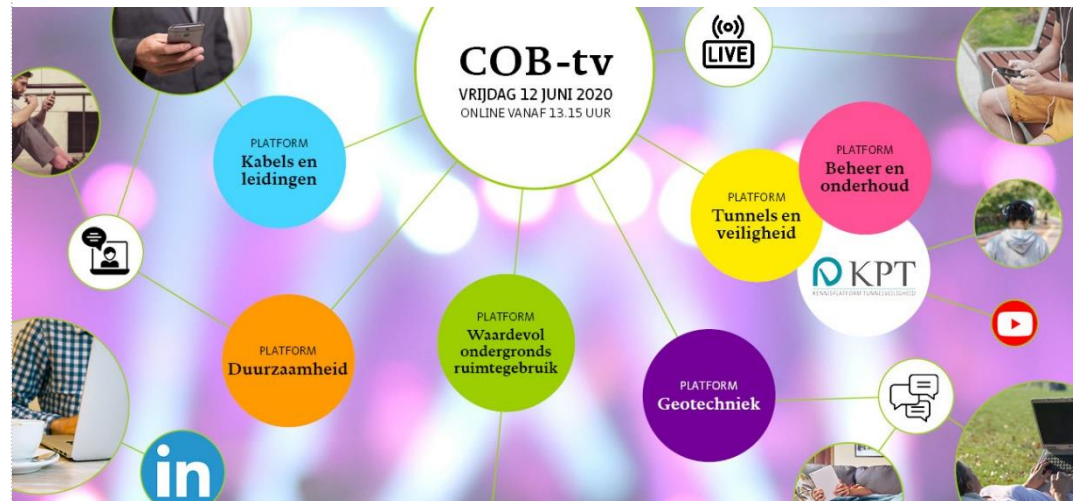 COB-tv
VRIJDAG 12 JUNI 2020
ONLINE VANAF 13.15 UUR
LIVE
PLATFORM
Kabels en
leidingen
PLATFORM
Beheer en
onderhoud
PLATFORM
Tunnels en
veiligheid
KPT
KENNISPLATFORM TUNNELVEILIGHEID
PLATFORM
Duurzaamheid
PLATFORM
Waardevol
ondergronds
ruimtegebruik
PLATFORM
Geotechniek
in